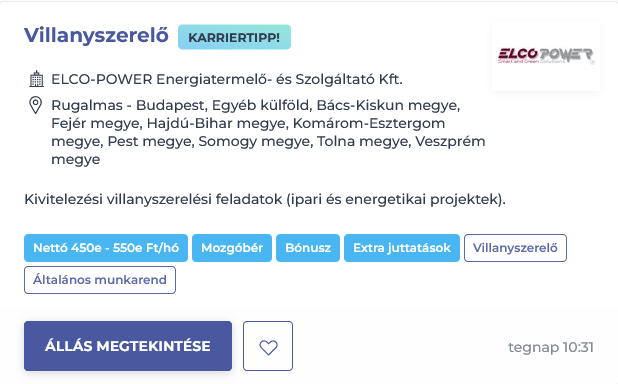 Villanyszerelő KARRIERTIPP!
ELCO POWER
Smart and Green Solutions
ELCO-POWER Energiatermelő- és Szolgáltató Kft.
Rugalmas - Budapest, Egyéb külföld, Bács-Kiskun megye,
Fejér megye, Hajdú-Bihar megye, Komárom-Esztergom
megye, Pest megye, Somogy megye, Tolna megye, Veszprém
megye
Kivitelezési villanyszerelési feladatok (ipari és energetikai projektek).
Nettó 450e - 550e Ft/hó Mozgóbér Bónusz Extra juttatások Villanyszerelő
Általános munkarend
ÁLLÁS MEGTEKINTÉSE tegnap 10:31